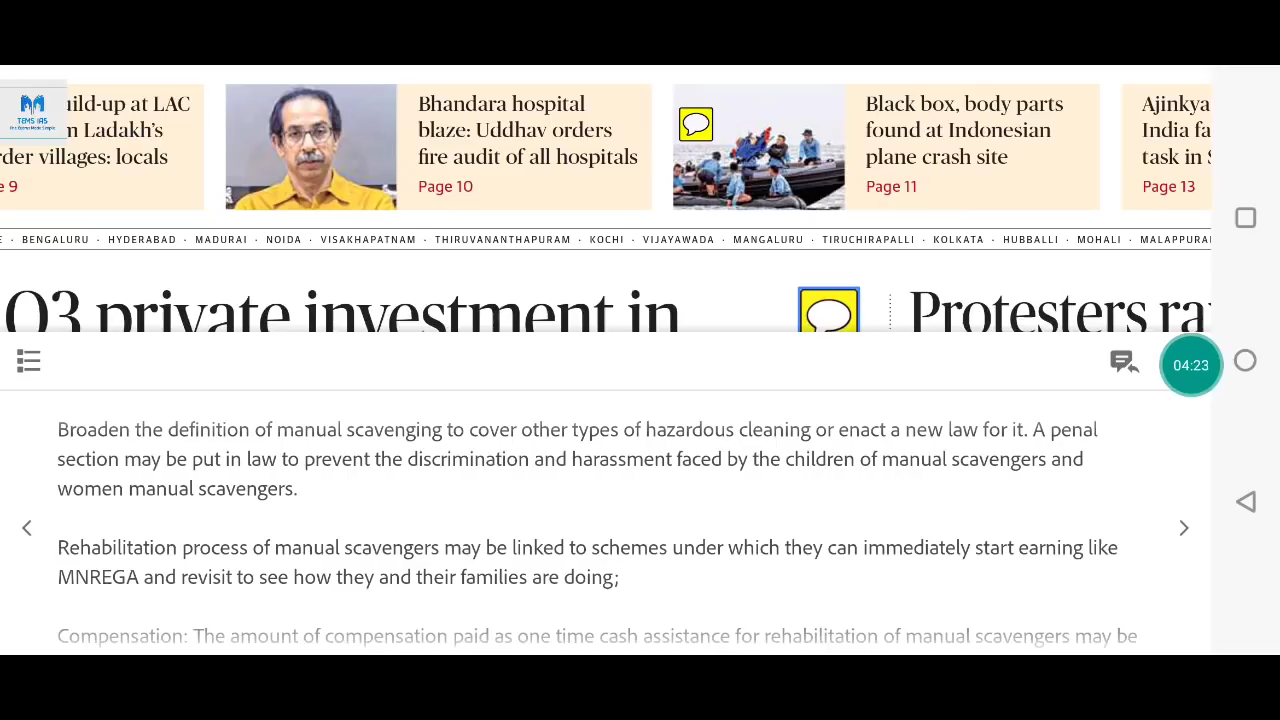 uild-up at LAC
n Ladakh's
der villages: locals
e 9
Bhandara hospital
blaze: Uddhav orders
fire audit of all hospitals
Page 10
Black box, body parts
found at Indonesian
plane crash site
Page 11
Ajinkya
India fa
task in
Page 13
TEMS IAS
E · BENGALURU · HYDERABAD · MADURAI · NOIDA · VISAKHAPATNAM · THIRUVANANTHAPURAM · KOCHI · VIJAYAWADA · MANGALURU · TIRUCHIRAPALLI · KOLKATA · HUBBALLI · MOHALI · MALAPPURA
Q3 private investment in
Protesters ra
04:23
Broaden the definition of manual scavenging to cover other types of hazardous cleaning or enact a new law for it. A penal
section may be put in law to prevent the discrimination and harassment faced by the children of manual scavengers and
women manual scavengers.
Rehabilitation process of manual scavengers may be linked to schemes under which they can immediately start earning like
MNREGA and revisit to see how they and their families are doing;
Compensation: The amount of compensation paid as one time cash assistance for rehabilitation of manual scavengers may be